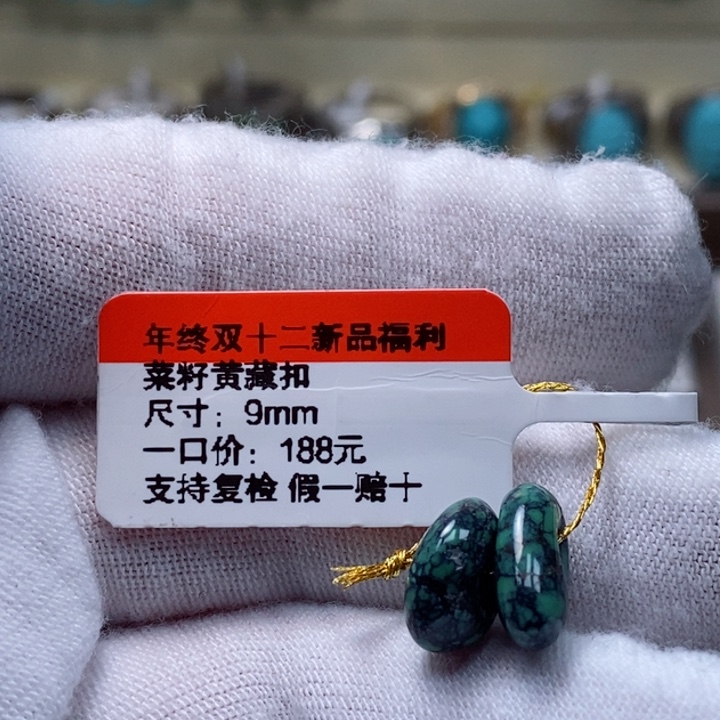 年终双十二新品福利
菜籽黄藏扣
尺寸：9mm
一口价：188元
支持复检 假一赔十